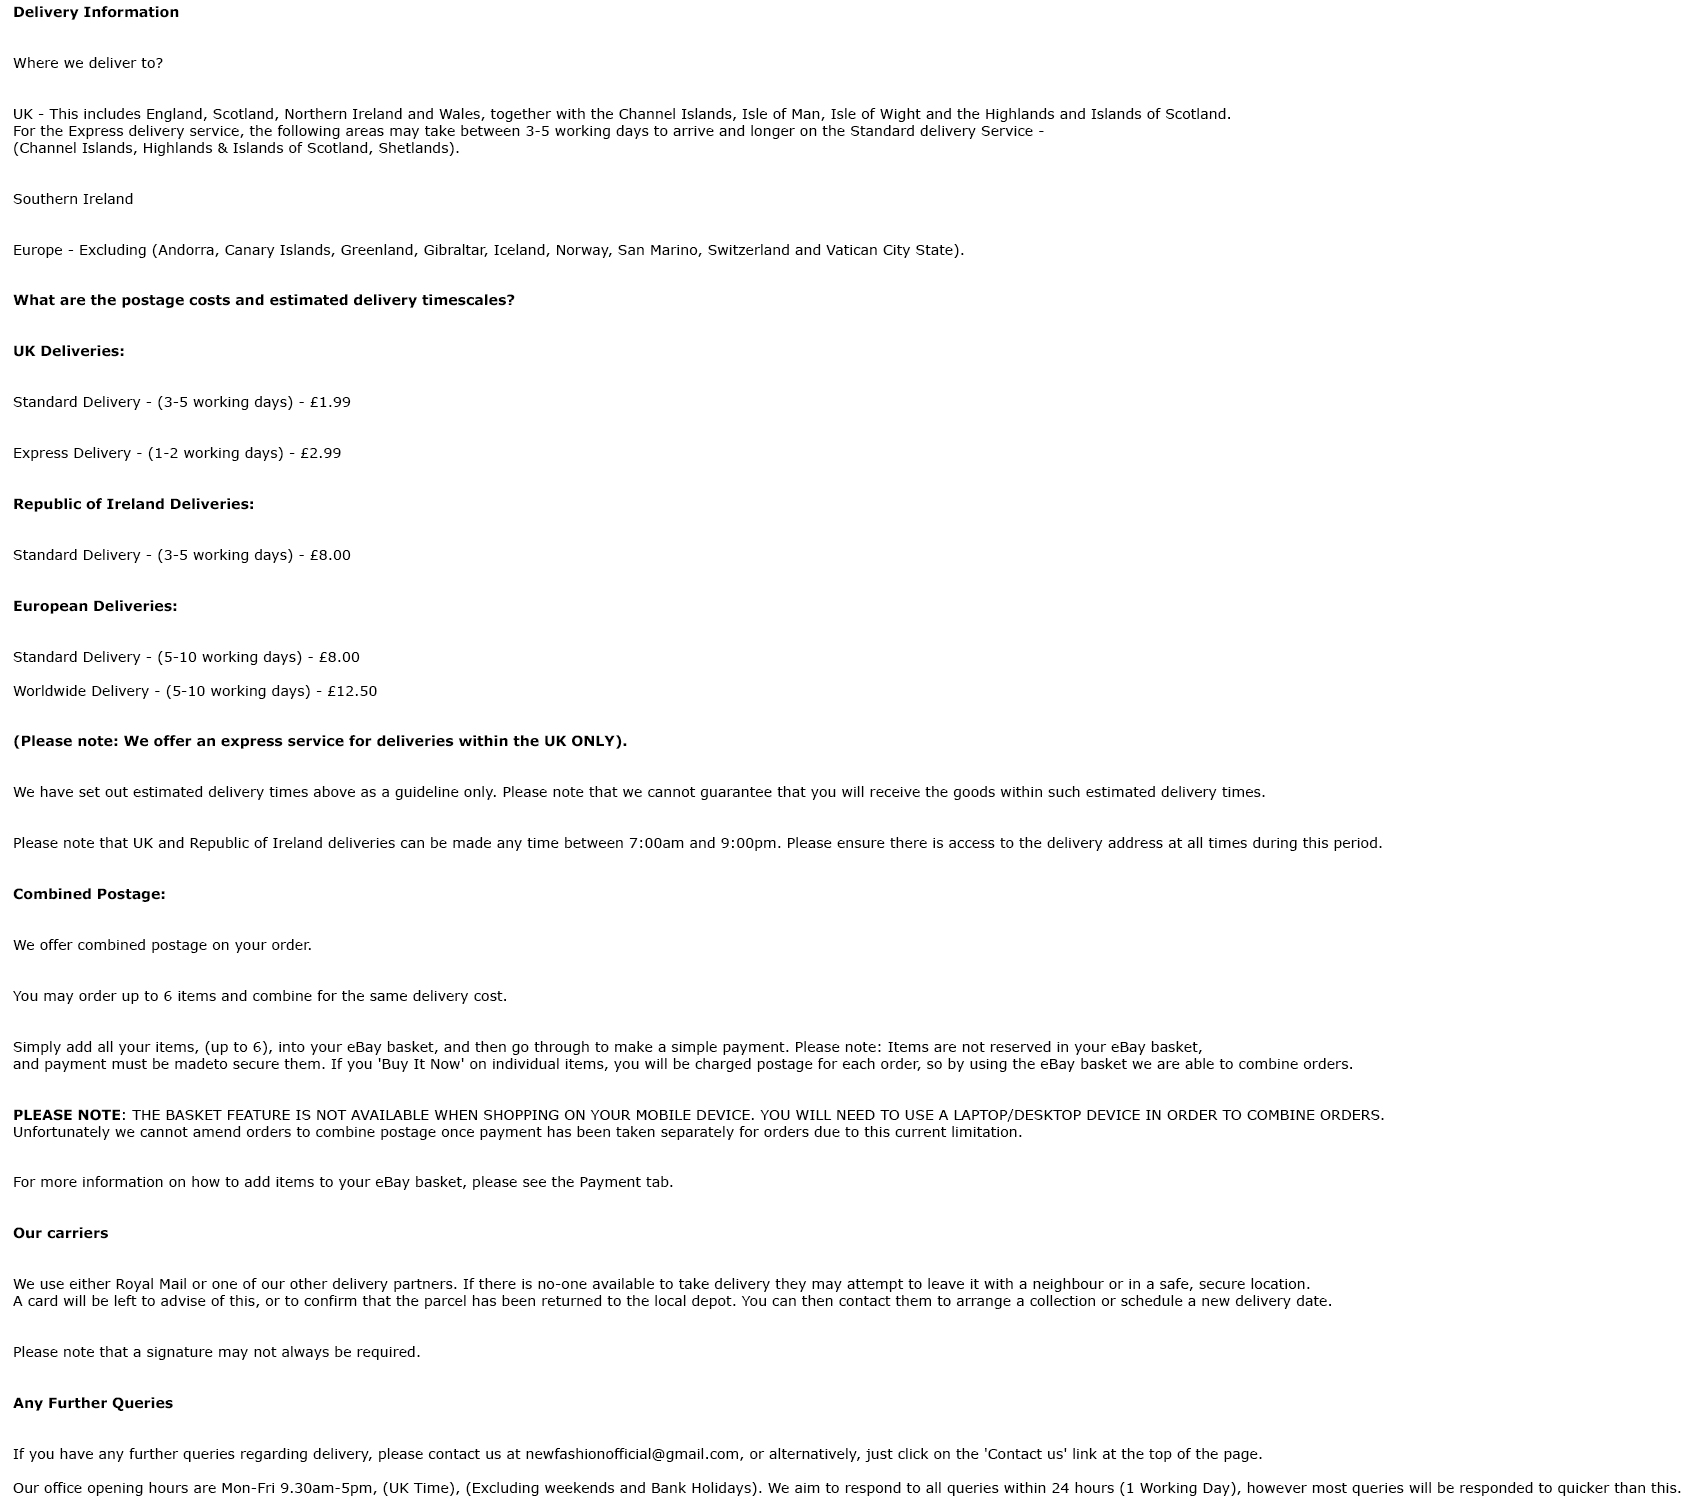 Delivery Information
Where we deliver to?
UK - This includes England, Scotland, Northern Ireland and Wales, together with the Channel Islands, Isle of Man, Isle of Wight and the Highlands and Islands of Scotland.
For the Express delivery service, the following areas may take between 3-5 working days to arrive and longer on the Standard delivery Service -
(Channel Islands, Highlands & Islands of Scotland, Shetlands).
Southern Ireland
Europe - Excluding (Andorra, Canary Islands, Greenland, Gibraltar, Iceland, Norway, San Marino, Switzerland and Vatican City State).
What are the postage costs and estimated delivery timescales?
UK Deliveries:
Standard Delivery - (3-5 working days) - £1.99
Express Delivery - (1-2 working days) - £2.99
Republic of Ireland Deliveries:
Standard Delivery - (3-5 working days) - £8.00
European Deliveries:
Standard Delivery - (5-10 working days) - £8.00
Worldwide Delivery - (5-10 working days) - £12.50
(Please note: We offer an express service for deliveries within the UK ONLY).
We have set out estimated delivery times above as a guideline only. Please note that we cannot guarantee that you will receive the goods within such estimated delivery times.
Please note that UK and Republic of Ireland deliveries can be made any time between 7:00am and 9:00pm. Please ensure there is access to the delivery address at all times during this period.
Combined Postage:
We offer combined postage on your order.
You may order up to 6 items and combine for the same delivery cost.
Simply add all your items, (up to 6), into your eBay basket, and then go through to make a simple payment. Please note: Items are not reserved in your eBay basket,
and payment must be madeto secure them. If you 'Buy It Now' on individual items, you will be charged postage for each order, so by using the eBay basket we are able to combine orders.
PLEASE NOTE: THE BASKET FEATURE IS NOT AVAILABLE WHEN SHOPPING ON YOUR MOBILE DEVICE. YOU WILL NEED TO USE A LAPTOP/DESKTOP DEVICE IN ORDER TO COMBINE ORDERS.
Unfortunately we cannot amend orders to combine postage once payment has been taken separately for orders due to this current limitation.
For more information on how to add items to your eBay basket, please see the Payment tab.
Our carriers
We use either Royal Mail or one of our other delivery partners. If there is no-one available to take delivery they may attempt to leave it with a neighbour or in a safe, secure location.
A card will be left to advise of this, or to confirm that the parcel has been returned to the local depot. You can then contact them to arrange a collection or schedule a new delivery date.
Please note that a signature may not always be required.
Any Further Queries
If you have any further queries regarding delivery, please contact us at newfashionofficial@gmail.com, or alternatively, just click on the 'Contact us' link at the top of the page.
Our office opening hours are Mon-Fri 9.30am-5pm, (UK Time), (Excluding weekends and Bank Holidays). We aim to respond to all queries within 24 hours (1 Working Day), however most queries will be responded to quicker than this.